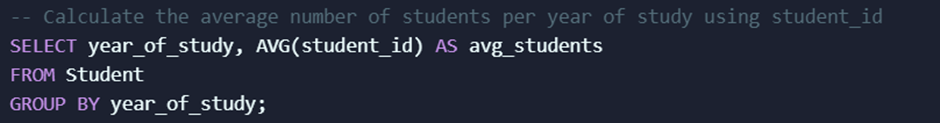 -- Calculate the average number of students per year of study using student_id
SELECT year_of_study, AVG(student_id) AS avg_students
FROM Student
GROUP BY year_of_study;